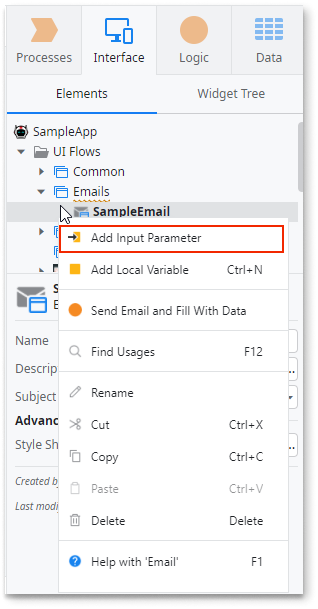 Processes Interface Logic Data
Elements Widget Tree
SampleApp
UI Flows
Common
Emails
SampleEmail
Add Input Parameter
Add Local Variable Ctrl+N
Send Email and Fill With Data
Name
Find Usages F12
Descrip
Subject
Rename
Advanc
Cut Ctrl+X
Style Sh
Copy Ctrl+C
Created by
Paste Ctrl+V
Last modi
Delete Delete
Help with 'Email' F1